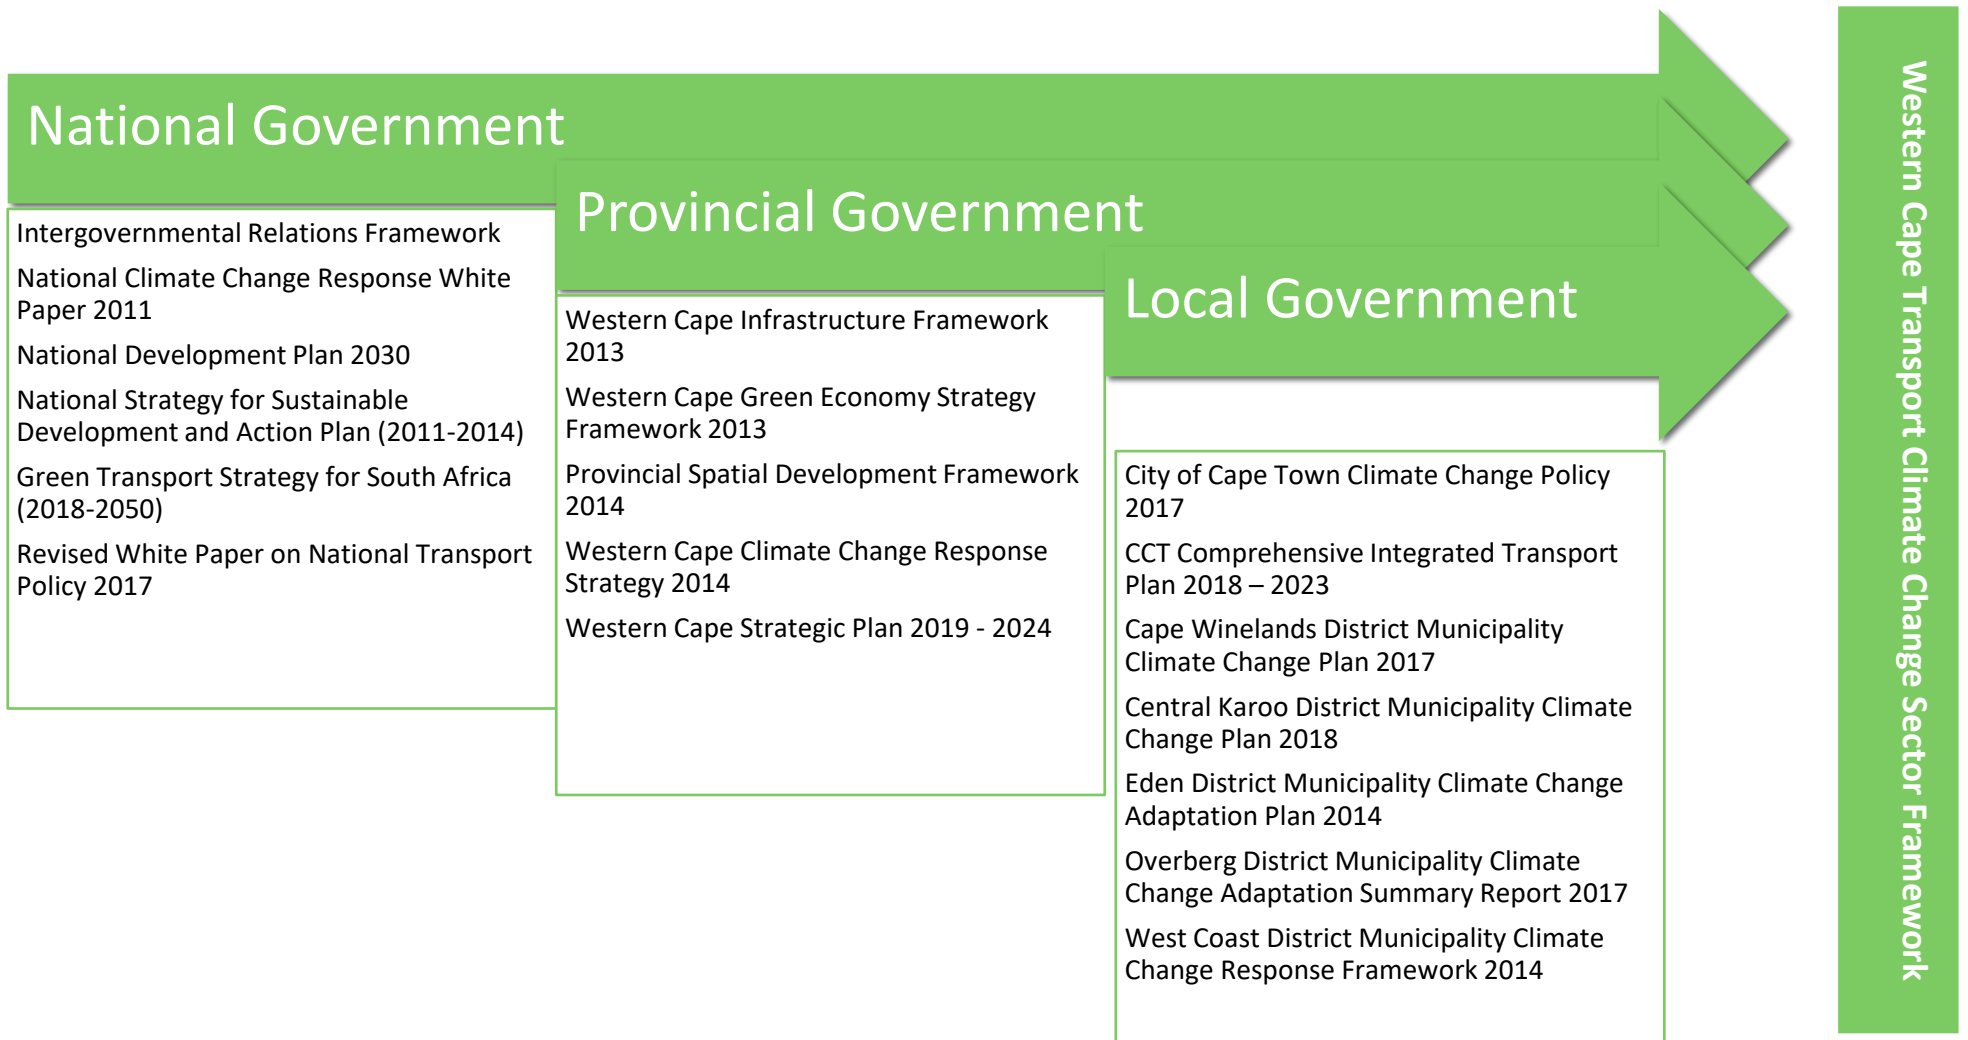 National Government
Intergovernmental Relations Framework
National Climate Change Response White
Paper 2011
National Development Plan 2030
National Strategy for Sustainable
Development and Action Plan (2011-2014)
Green Transport Strategy for South Africa
(2018-2050)
Revised White Paper on National Transport
Policy 2017
Provincial Government
Western Cape Infrastructure Framework
2013
Western Cape Green Economy Strategy
Framework 2013
Provincial Spatial Development Framework
2014
Western Cape Climate Change Response
Strategy 2014
Western Cape Strategic Plan 2019 - 2024
Local Government
City of Cape Town Climate Change Policy
2017
CCT Comprehensive Integrated Transport
Plan 2018 – 2023
Cape Winelands District Municipality
Climate Change Plan 2017
Central Karoo District Municipality Climate
Change Plan 2018
Eden District Municipality Climate Change
Adaptation Plan 2014
Overberg District Municipality Climate
Change Adaptation Summary Report 2017
West Coast District Municipality Climate
Change Response Framework 2014
Western Cape Transport Climate Change Sector Framework